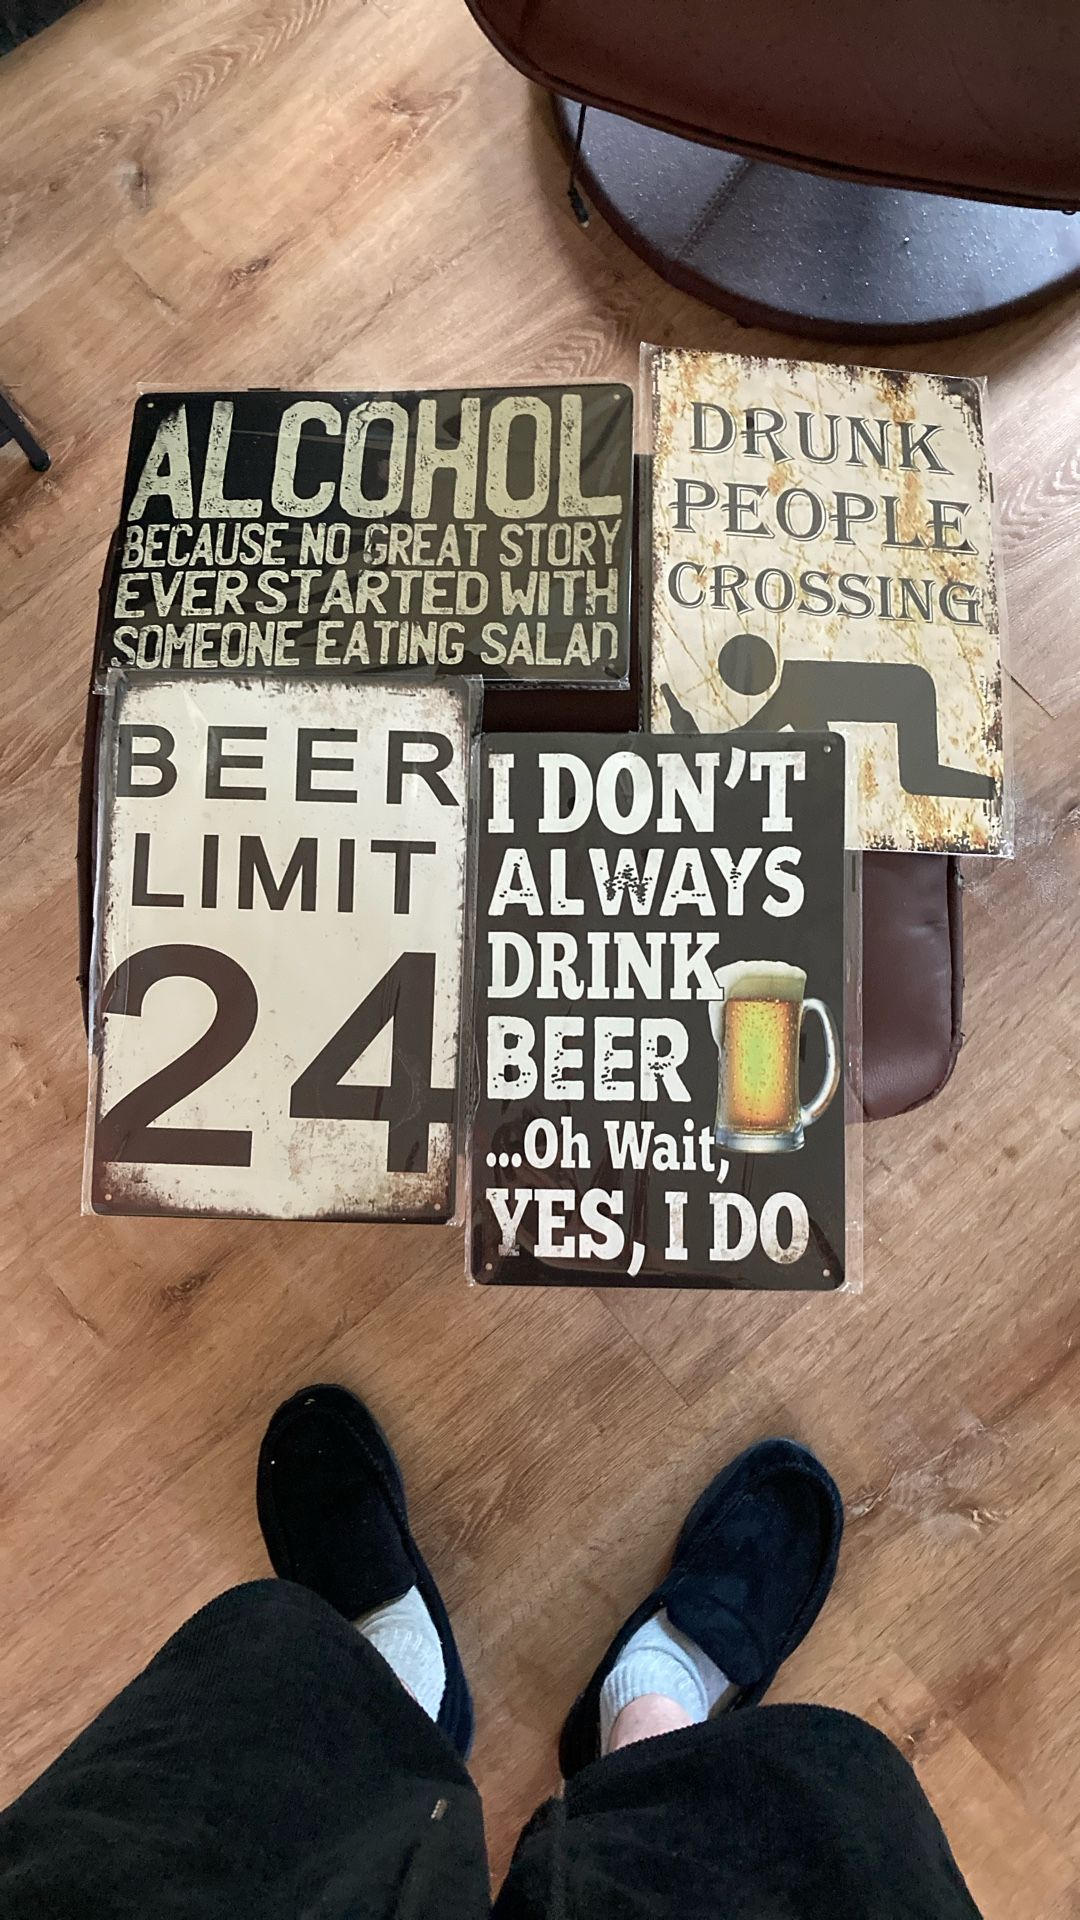 ALCOHOL
BECAUSE NO GREAT STORY
EVER STARTED WITH
SOMEONE EATING SALAD
DRUNK
PEOPLE
CROSSING
BEER
LIMIT
24
I DON'T
ALWAYS
DRINK
BEER
...Oh Wait,
YES, I DO